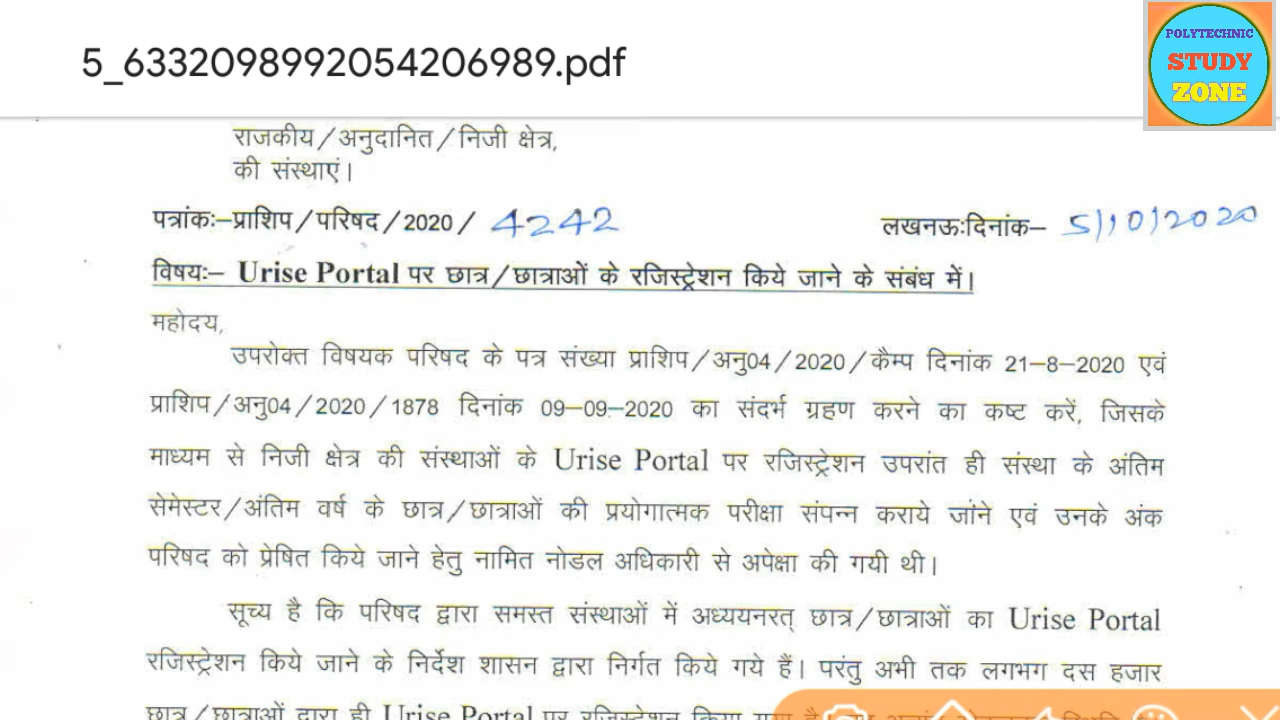 5_6332098992054206989.pdf
POLYTECHNIC
STUDY
ZONE
राजकीय/अनुदानित/निजी क्षेत्र,
की संस्थाएं।
पत्रांकः–प्राशिप/परिषद/2020/ 4242 लखनऊःदिनांक– 5/10/2020
विषयः– Urise Portal पर छात्र/छात्राओं के रजिस्ट्रेशन किये जाने के संबंध में।
महोदय,
उपरोक्त विषयक परिषद के पत्र संख्या प्राशिप/अनु04/2020/कैम्प दिनांक 21–8–2020 एवं
प्राशिप/अनु04/2020/1878 दिनांक 09–09–2020 का संदर्भ ग्रहण करने का कष्ट करें, जिसके
माध्यम से निजी क्षेत्र की संस्थाओं के Urise Portal पर रजिस्ट्रेशन उपरांत ही संस्था के अंतिम
सेमेस्टर/अंतिम वर्ष के छात्र/छात्राओं की प्रयोगात्मक परीक्षा संपन्न कराये जांने एवं उनके अंक
परिषद को प्रेषित किये जाने हेतु नामित नोडल अधिकारी से अपेक्षा की गयी थी।
सूच्य है कि परिषद द्वारा समस्त संस्थाओं में अध्ययनरत् छात्र/छात्राओं का Urise Portal
रजिस्ट्रेशन किये जाने के निर्देश शासन द्वारा निर्गत किये गये हैं। परंतु अभी तक लगभग दस हजार
छात्र/छात्राओं द्वारा ही Urise Portal पर रजिस्ट्रेशन किया गया है